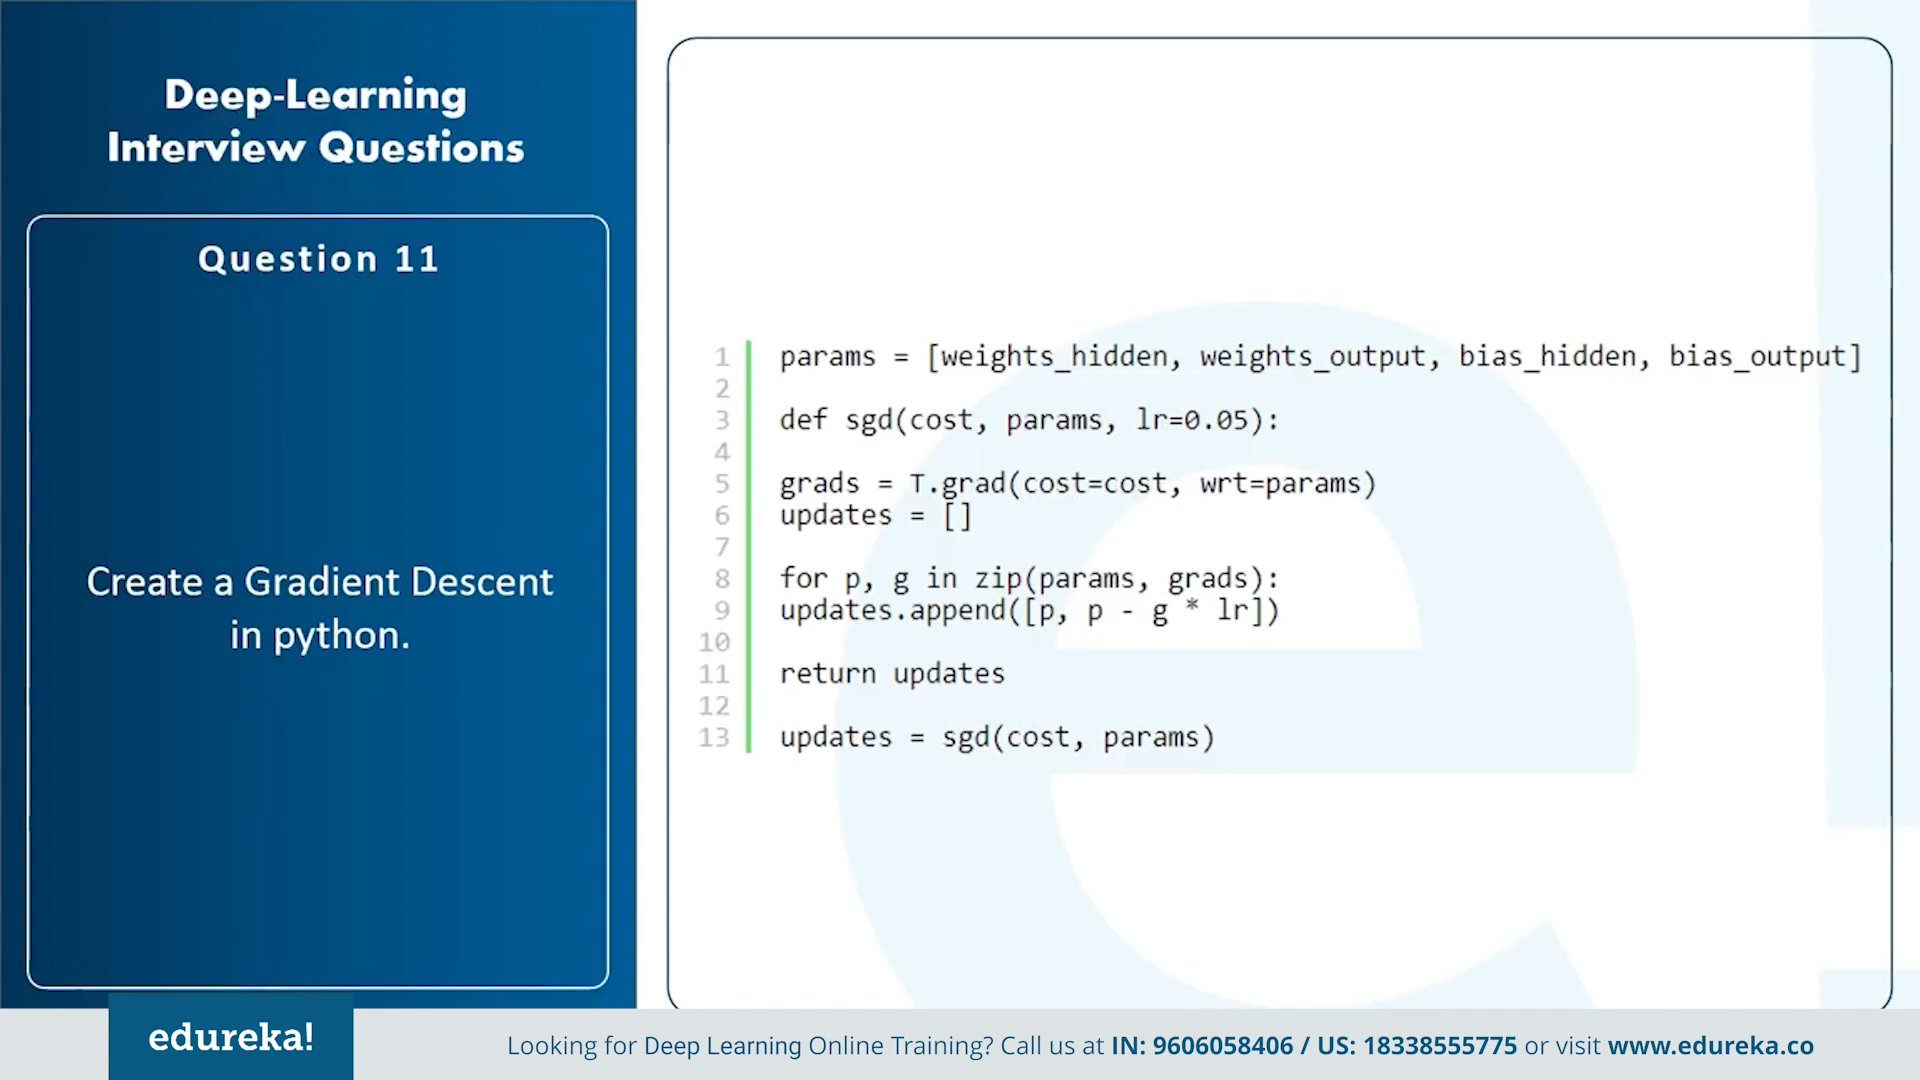 Deep-Learning
Interview Questions
Question 11
Create a Gradient Descent
in python.
1 params = [weights_hidden, weights_output, bias_hidden, bias_output]
2
3 def sgd(cost, params, lr=0.05):
4
5 grads = T.grad(cost=cost, wrt=params)
6 updates = []
7
8 for p, g in zip(params, grads):
9 updates.append([p, p - g * lr])
10
11 return updates
12
13 updates = sgd(cost, params)
edureka!
Looking for Deep Learning Online Training? Call us at IN: 9606058406 / US: 18338555775 or visit www.edureka.co